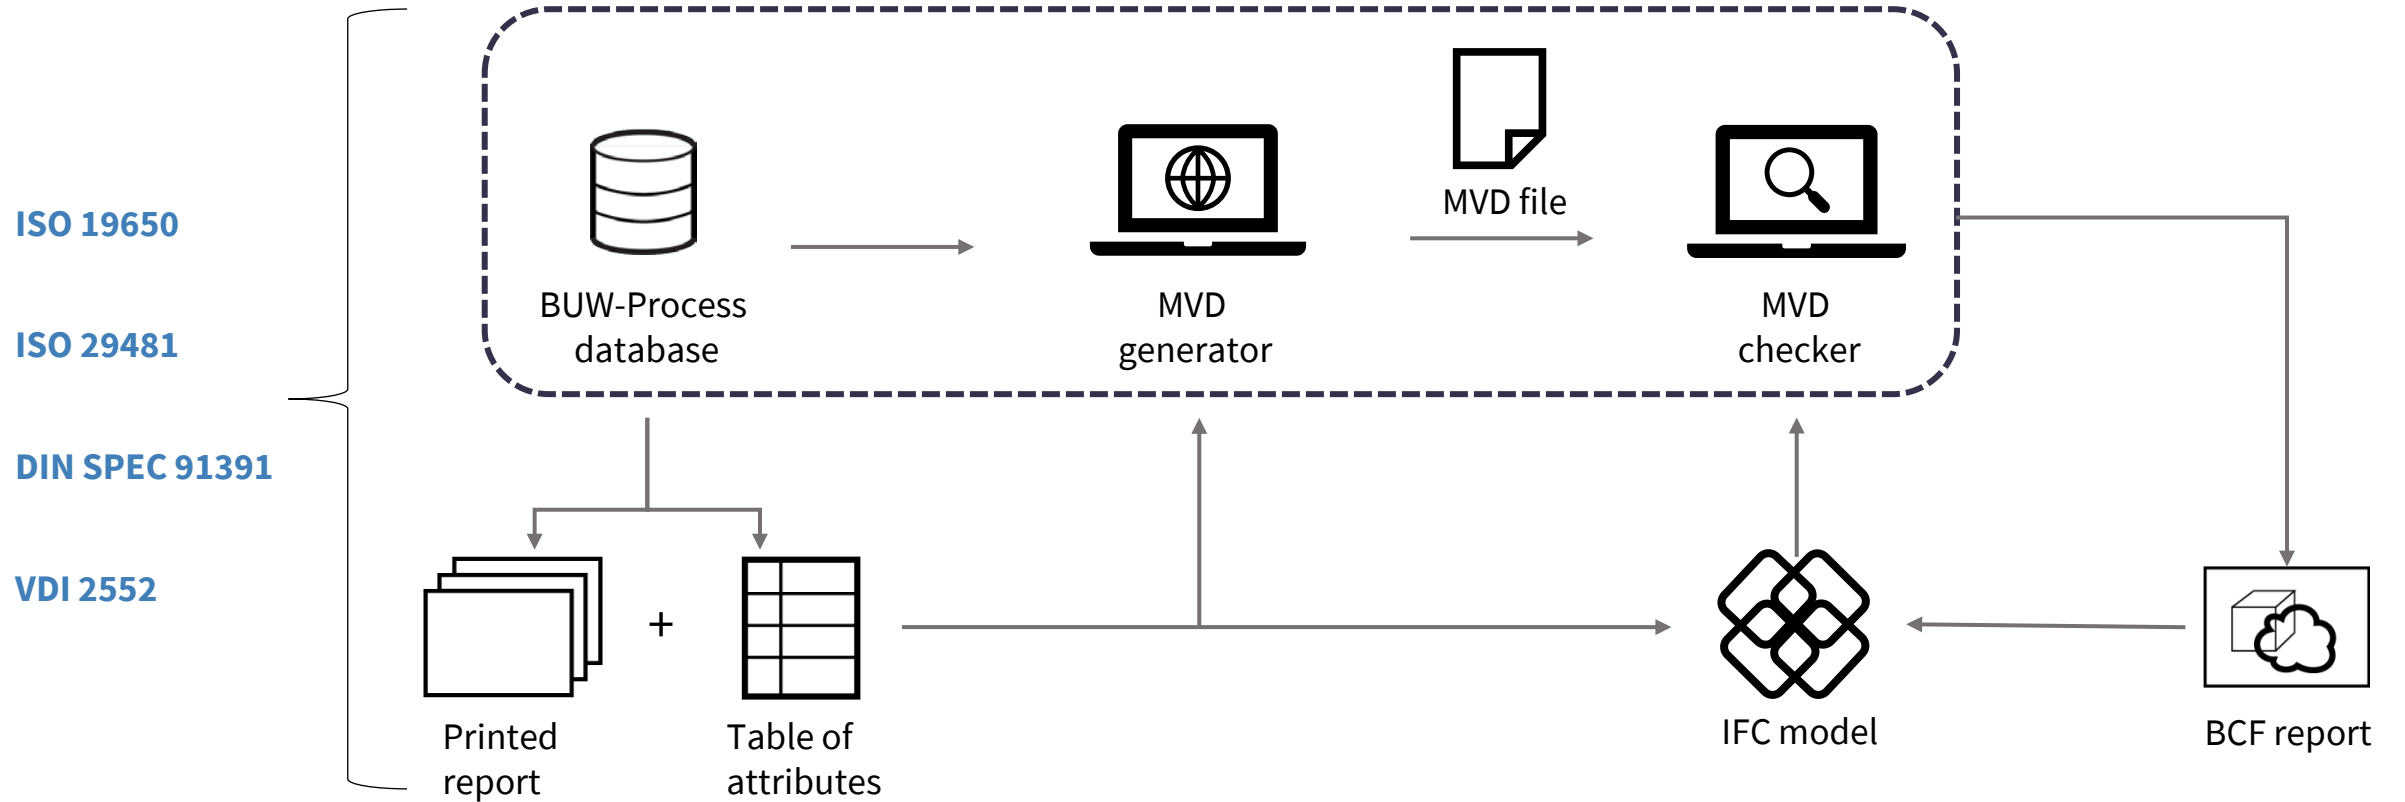 ISO 19650
ISO 29481
DIN SPEC 91391
VDI 2552
BUW-Process
database
MVD
generator
MVD file
MVD
checker
Printed
report
+
Table of
attributes
IFC model
BCF report